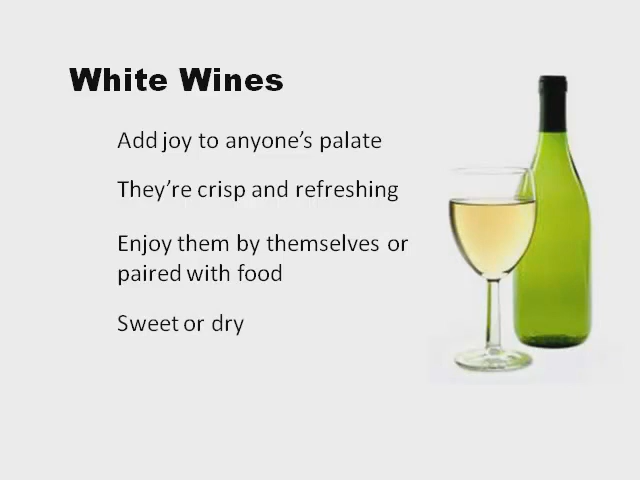 White Wines
Add joy to anyone's palate
They're crisp and refreshing
Enjoy them by themselves or
paired with food
Sweet or dry